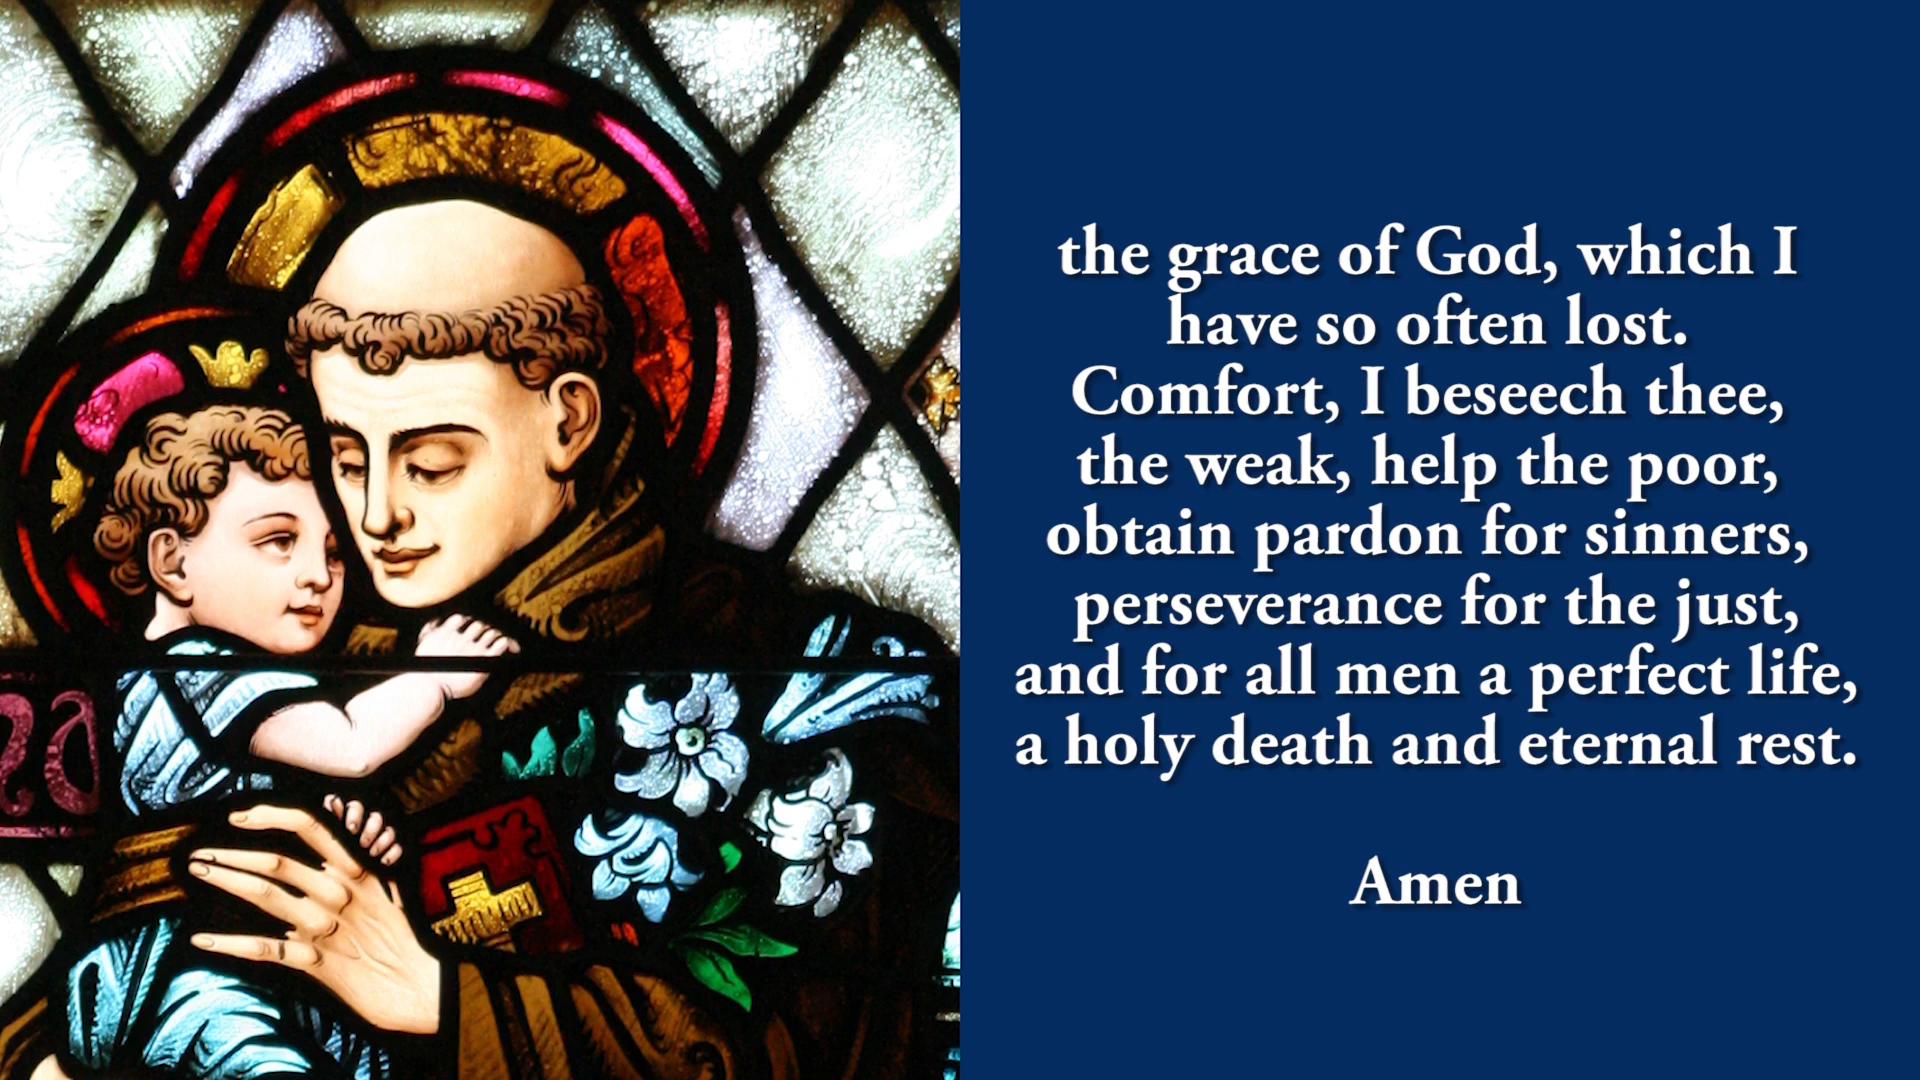 the grace of God, which I
have so often lost.
Comfort, I beseech thee,
the weak, help the poor,
obtain pardon for sinners,
perseverance for the just,
and for all men a perfect life,
a holy death and eternal rest.
Amen